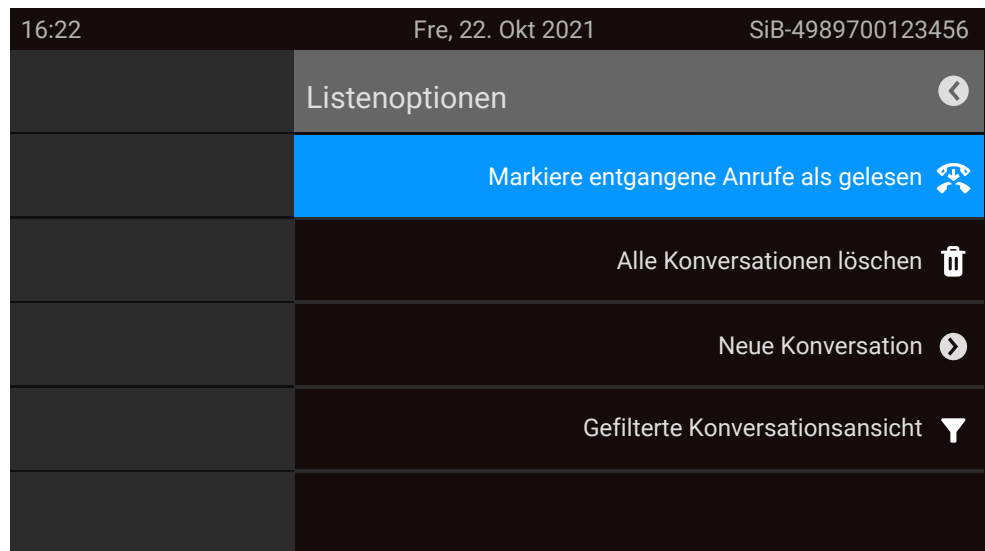 16:22 Fre, 22. Okt 2021 SiB-4989700123456
Listenoptionen
Markiere entgangene Anrufe als gelesen
Alle Konversationen löschen
Neue Konversation
Gefilterte Konversationsansicht